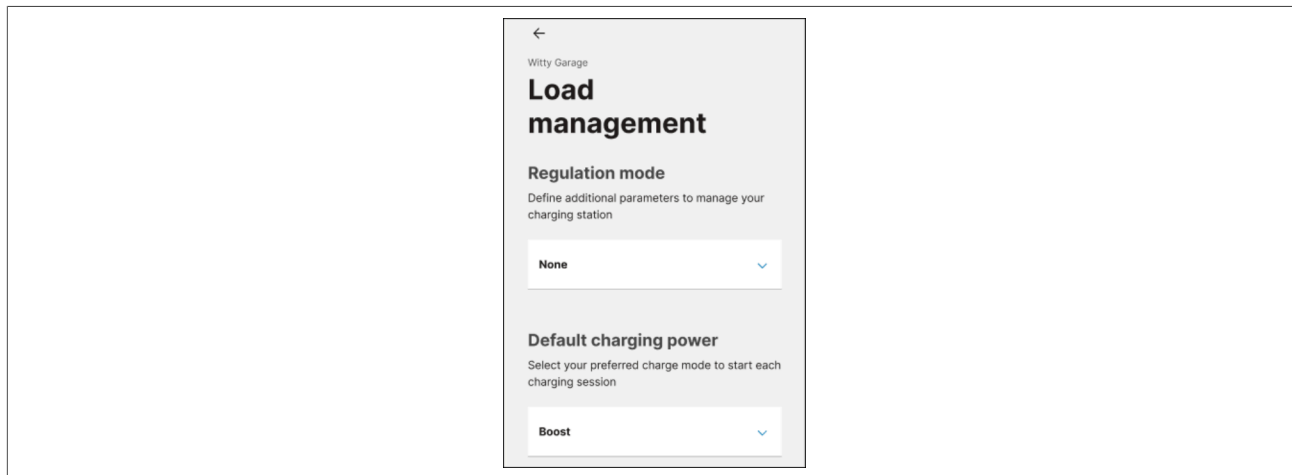 Witty Garage
Load
management
Regulation mode
Define additional parameters to manage your
charging station
None
Default charging power
Select your preferred charge mode to start each
charging session
Boost